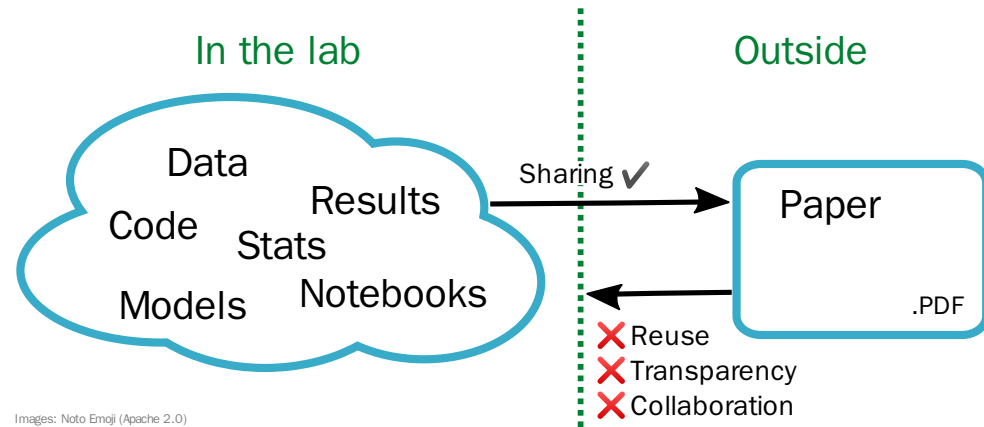 In the lab
Outside
Data
Results
Code
Stats
Models
Notebooks
Sharing ✔
Paper
.PDF
❌ Reuse
❌ Transparency
❌ Collaboration
Images: Noto Emoji (Apache 2.0)